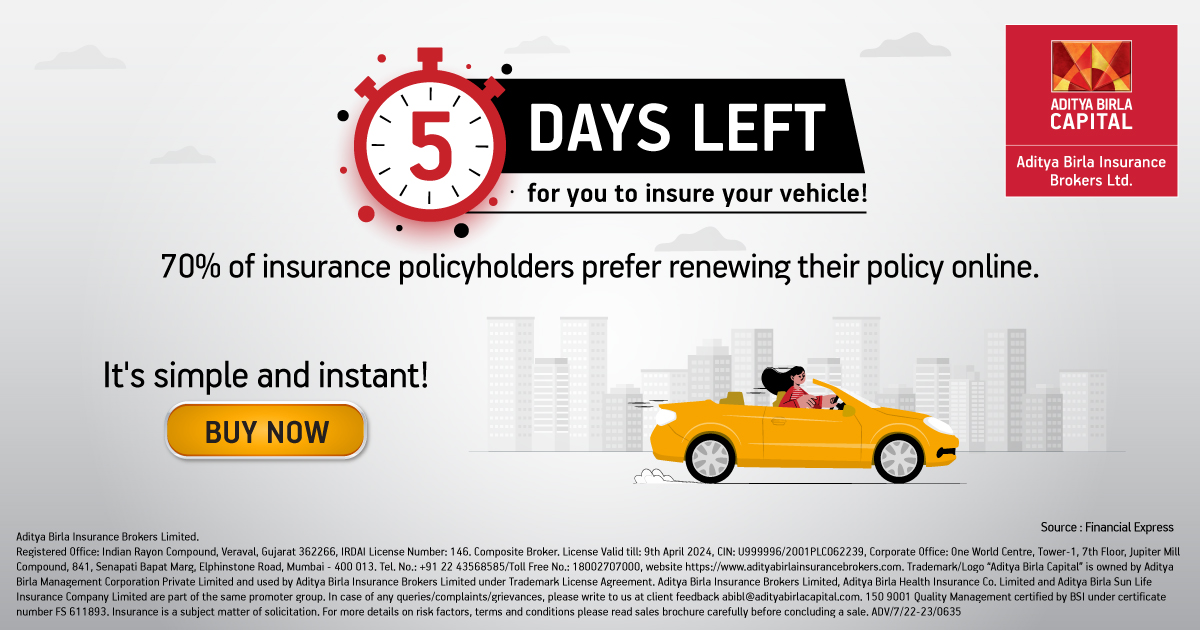 5
DAYS LEFT
for you to insure your vehicle!
ADITYA BIRLA
CAPITAL
Aditya Birla Insurance
Brokers Ltd.
70% of insurance policyholders prefer renewing their policy online.
It's simple and instant!
BUY NOW
Source : Financial Express
Aditya Birla Insurance Brokers Limited.
Registered Office: Indian Rayon Compound, Veraval, Gujarat 362266, IRDAI License Number: 146. Composite Broker. License Valid till: 9th April 2024, CIN: U999996/2001PLC062239, Corporate Office: One World Centre, Tower-1, 7th Floor, Jupiter Mill
Compound, 841, Senapati Bapat Marg, Elphinstone Road, Mumbai - 400 013. Tel. No.: +91 22 43568585/Toll Free No.: 18002707000, website https://www.adityabirlainsurancebrokers.com. Trademark/Logo “Aditya Birla Capital” is owned by Aditya
Birla Management Corporation Private Limited and used by Aditya Birla Insurance Brokers Limited under Trademark License Agreement. Aditya Birla Insurance Brokers Limited, Aditya Birla Health Insurance Co. Limited and Aditya Birla Sun Life
Insurance Company Limited are part of the same promoter group. In case of any queries/complaints/grievances, please write to us at client feedback abibl@adityabirlacapital.com. 150 9001 Quality Management certified by BSI under certificate
number FS 611893. Insurance is a subject matter of solicitation. For more details on risk factors, terms and conditions please read sales brochure carefully before concluding a sale. ADV/7/22-23/0635